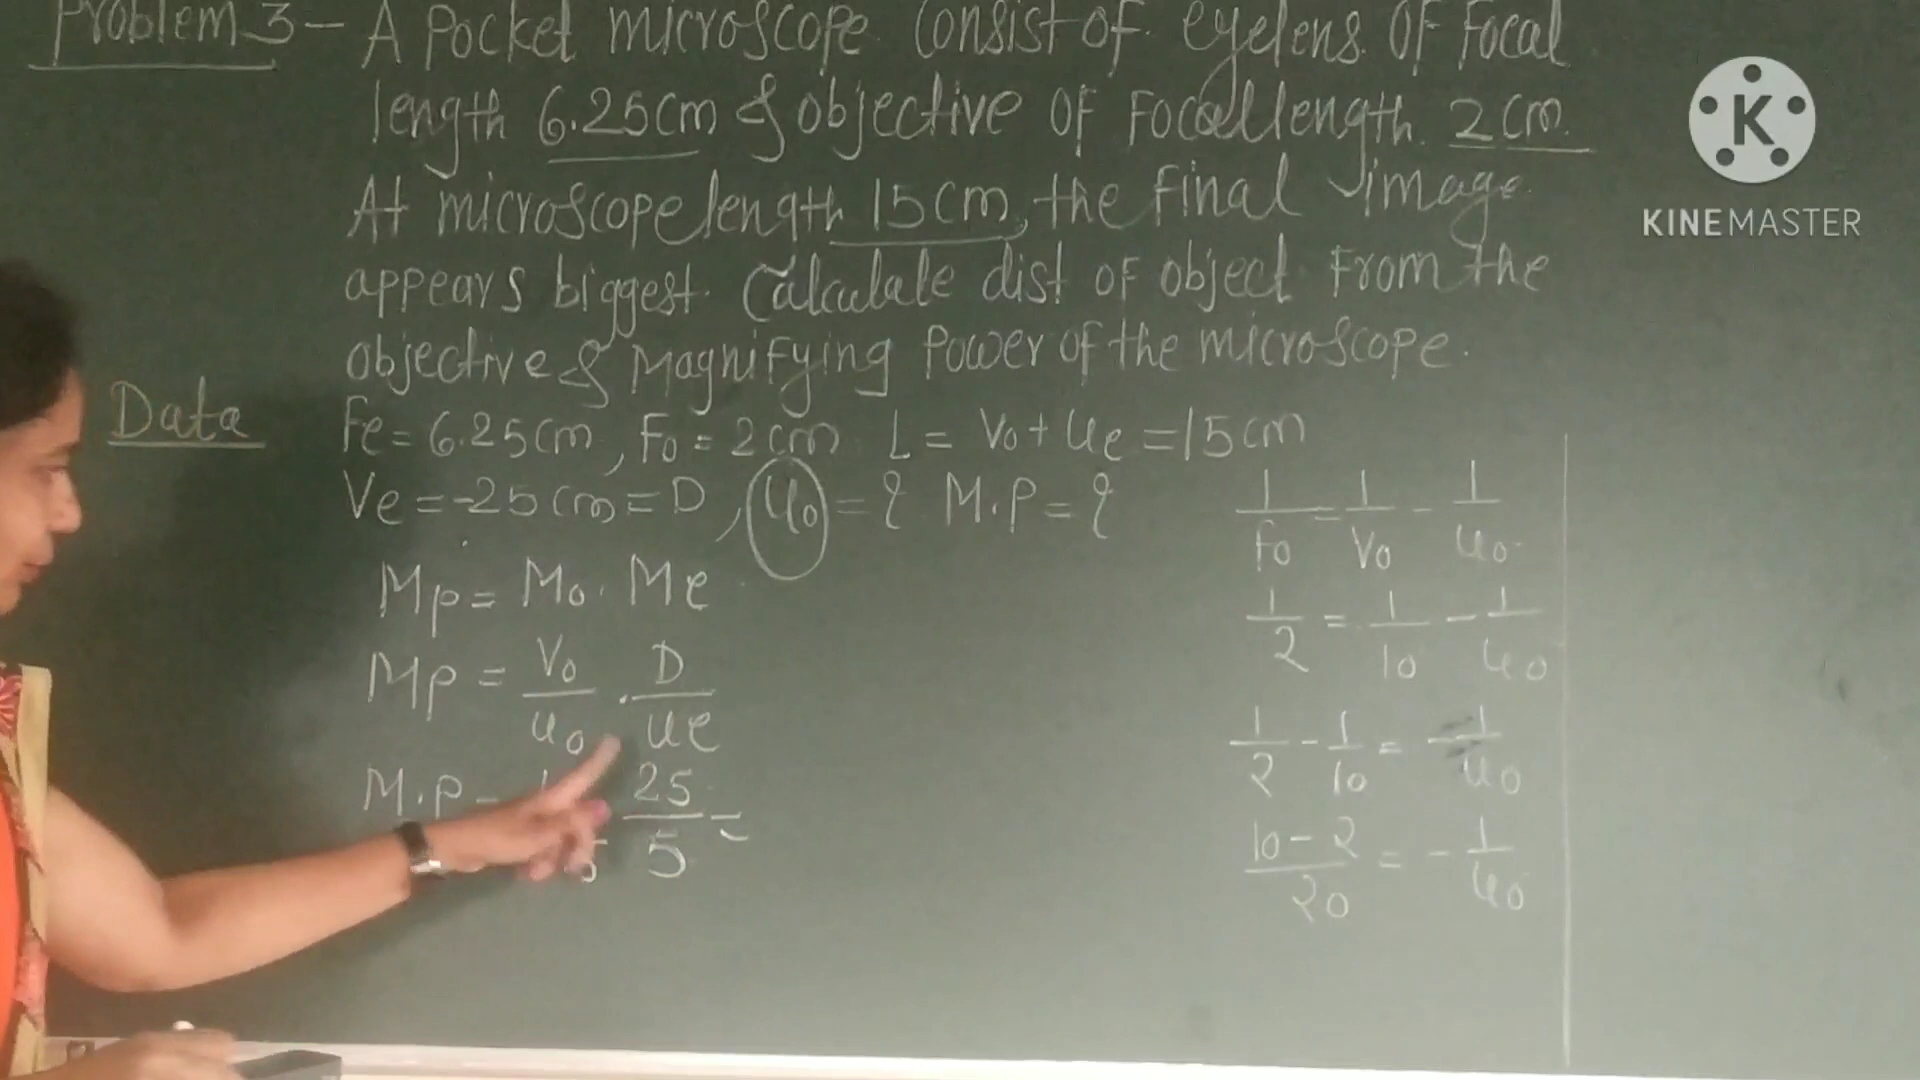 Problem 3 - A Pocket microscope Consist of eyelens of Focal
length 6.25cm & objective of Focal length 2cm.
At microscope length 15cm, the final image
appears biggest. Calculate dist of object From the
objective & Magnifying Power of the microscope.
Data Fe = 6.25cm, Fo = 2cm L = Vo + Ue = 15cm
Ve = -25cm = D, Uo = ? M.P = ?
Mp = Mo . Me
Mp = Vo/uo . D/ue
M.P = 25/5 =
1/fo = 1/Vo - 1/uo
1/2 = 1/10 - 1/uo
1/2 - 1/10 = -1/uo
10-2/20 = -1/uo
K
KINEMASTER